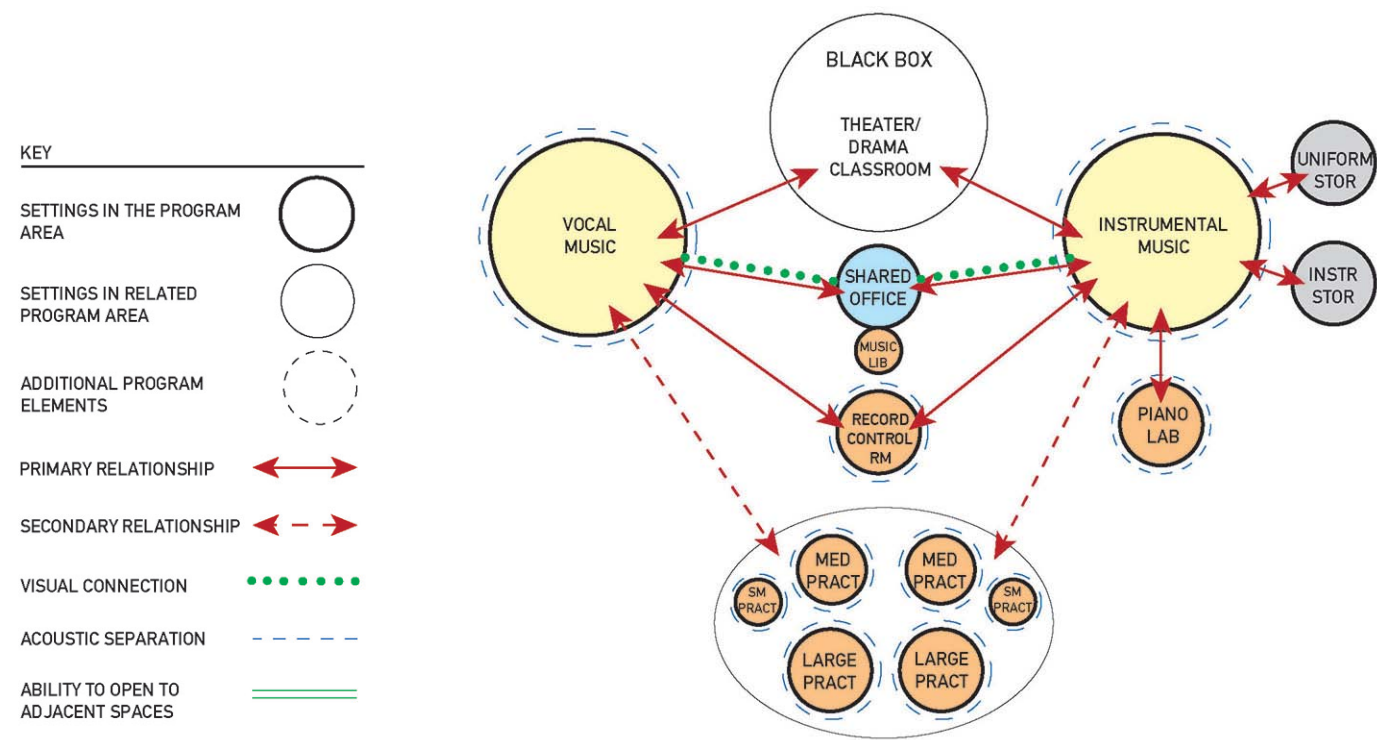 KEY
SETTINGS IN THE PROGRAM
AREA
SETTINGS IN RELATED
PROGRAM AREA
ADDITIONAL PROGRAM
ELEMENTS
PRIMARY RELATIONSHIP
SECONDARY RELATIONSHIP
VISUAL CONNECTION
ACOUSTIC SEPARATION
ABILITY TO OPEN TO
ADJACENT SPACES
BLACK BOX
THEATER/
DRAMA
CLASSROOM
VOCAL
MUSIC
INSTRUMENTAL
MUSIC
UNIFORM
STOR
INSTR
STOR
SHARED
OFFICE
MUSIC
LIB
RECORD
CONTROL
RM
PIANO
LAB
MED
PRACT
MED
PRACT
SM
PRACT
SM
PRACT
LARGE
PRACT
LARGE
PRACT